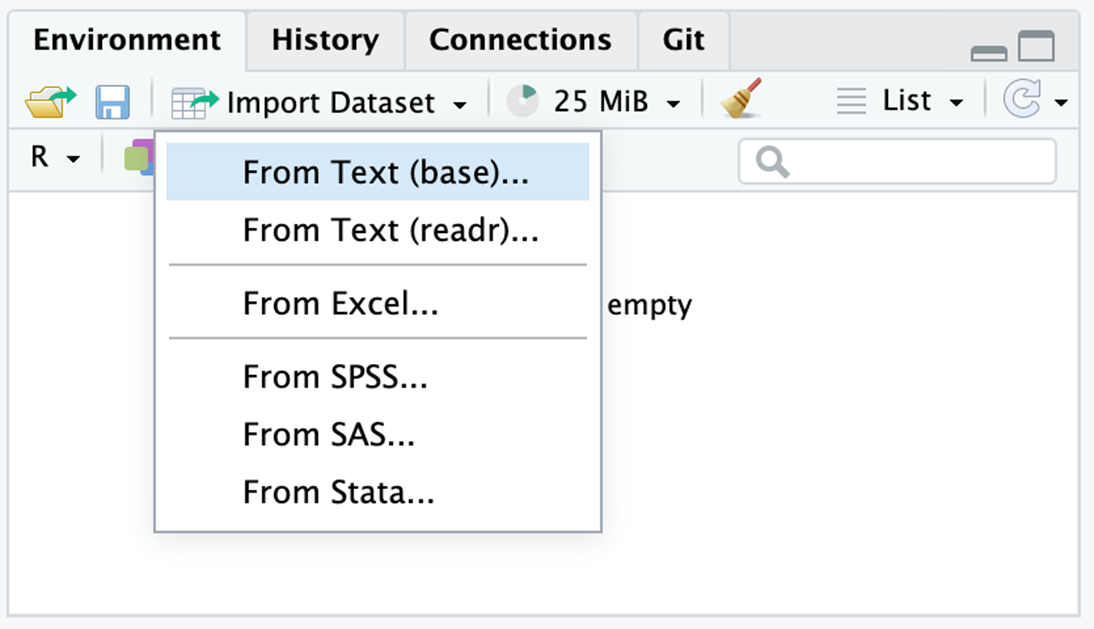 Environment History Connections Git
Import Dataset 25 MiB List
R
From Text (base)...
From Text (readr)...
From Excel...
empty
From SPSS...
From SAS...
From Stata...